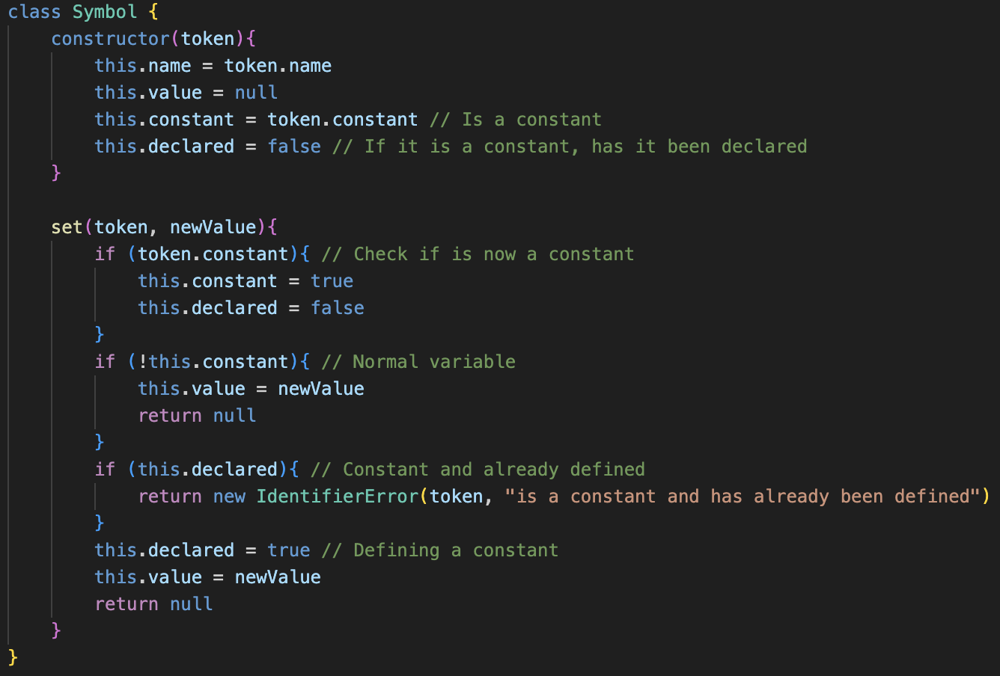 class Symbol {
    constructor(token){
        this.name = token.name
        this.value = null
        this.constant = token.constant // Is a constant
        this.declared = false // If it is a constant, has it been declared
    }

    set(token, newValue){
        if (token.constant){ // Check if is now a constant
            this.constant = true
            this.declared = false
        }
        if (!this.constant){ // Normal variable
            this.value = newValue
            return null
        }
        if (this.declared){ // Constant and already defined
            return new IdentifierError(token, "is a constant and has already been defined")
        }
        this.declared = true // Defining a constant
        this.value = newValue
        return null
    }
}